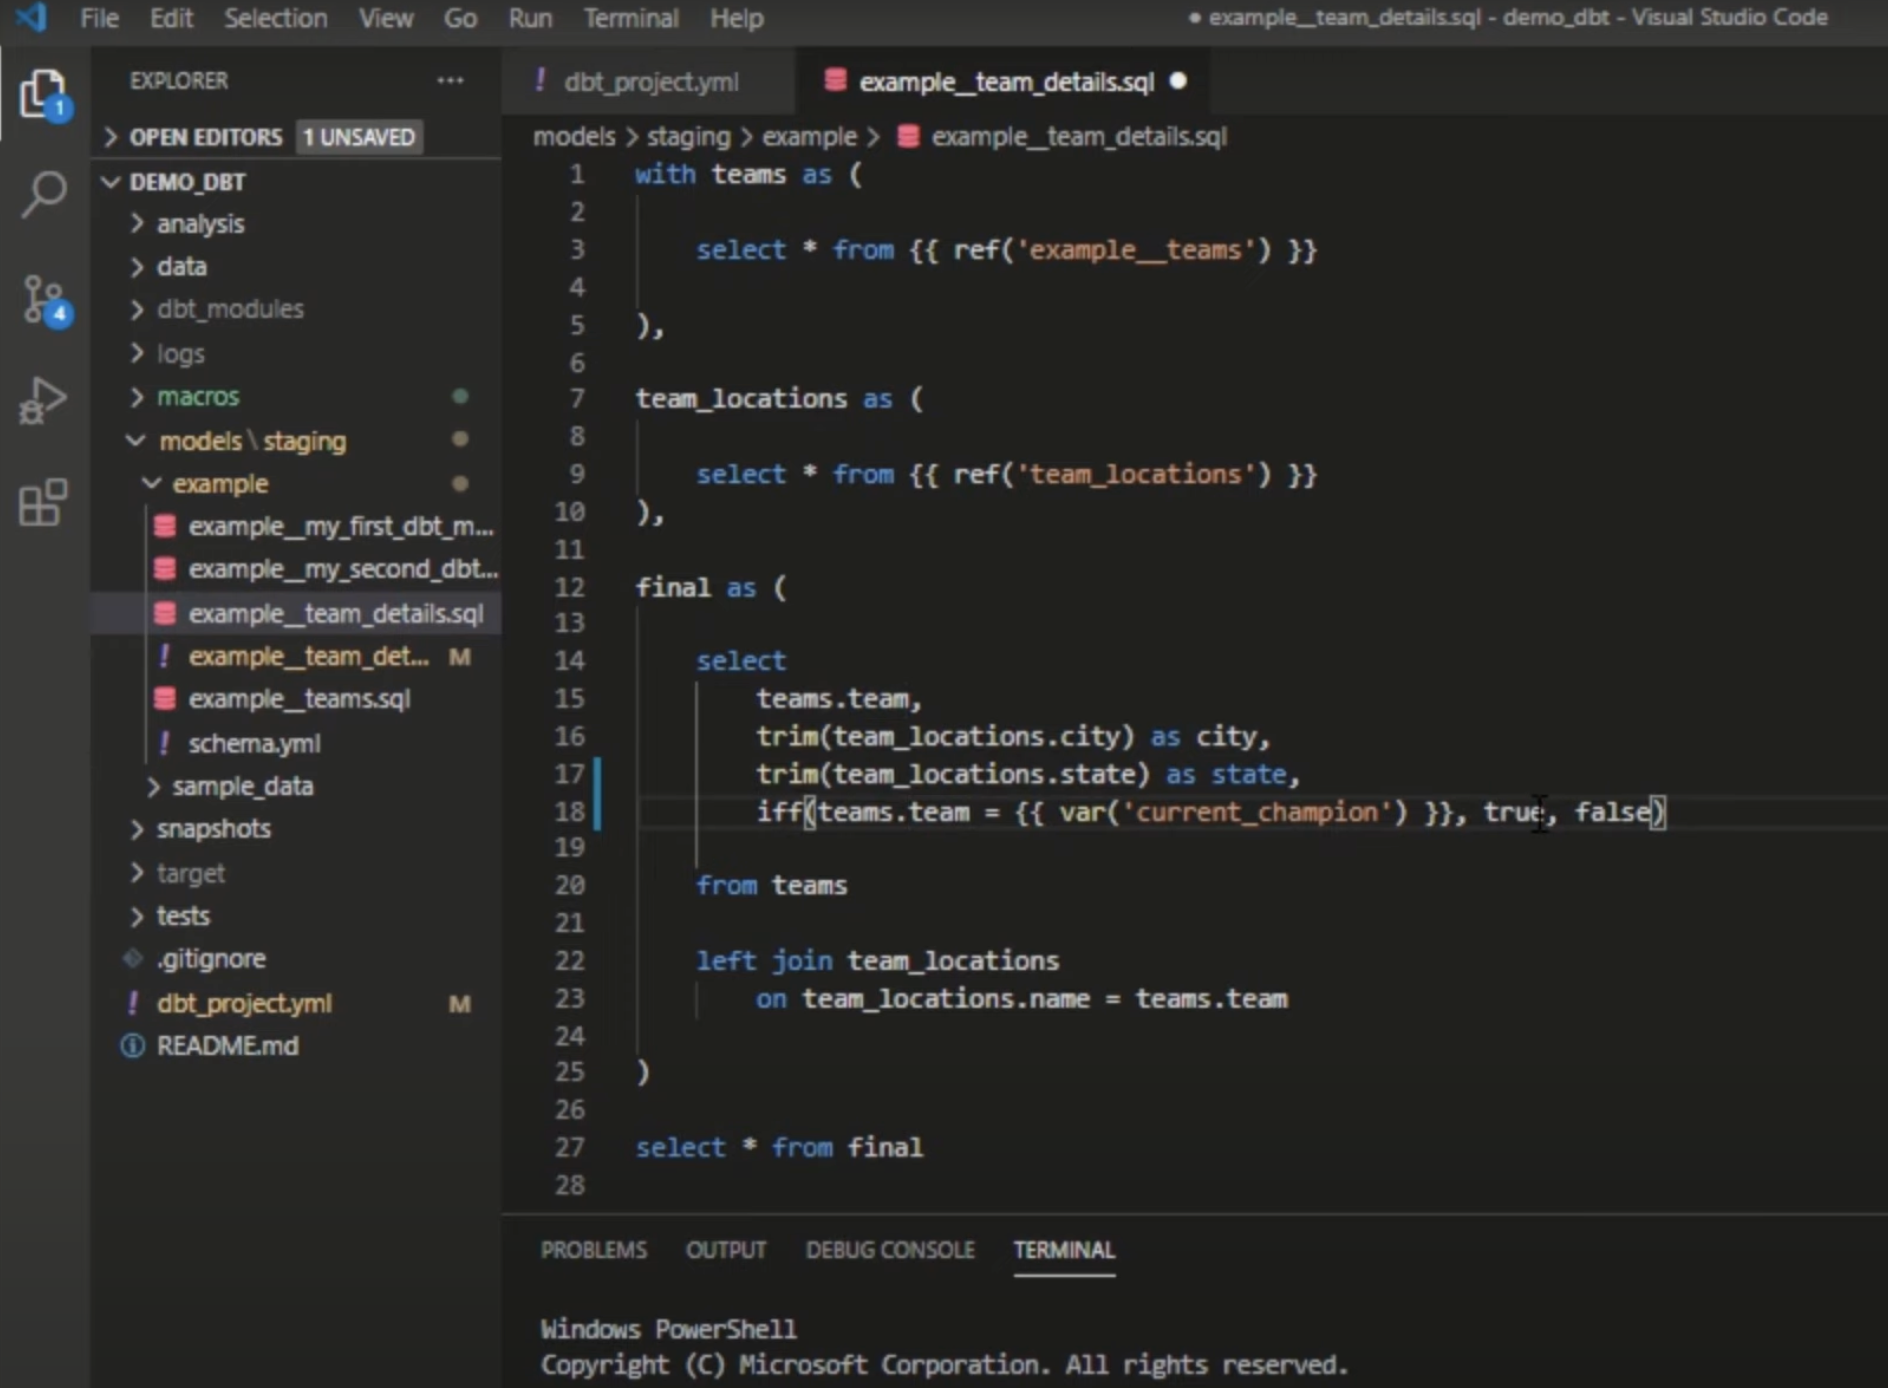 File Edit Selection View Go Run Terminal Help
● example__team_details.sql - demo_dbt - Visual Studio Code
EXPLORER ...
OPEN EDITORS 1 UNSAVED
DEMO_DBT
analysis
data
dbt_modules
logs
macros
models \ staging
example
example__my_first_dbt_m...
example__my_second_dbt...
example__team_details.sql
example__team_det... M
example__teams.sql
schema.yml
sample_data
snapshots
target
tests
.gitignore
dbt_project.yml M
README.md
1
4
dbt_project.yml example__team_details.sql ●
models > staging > example > example__team_details.sql
1 with teams as (
2
3 select * from {{ ref('example__teams') }}
4
5 ),
6
7 team_locations as (
8
9 select * from {{ ref('team_locations') }}
10 ),
11
12 final as (
13
14 select
15 teams.team,
16 trim(team_locations.city) as city,
17 trim(team_locations.state) as state,
18 iff(teams.team = {{ var('current_champion') }}, true, false)
19
20 from teams
21
22 left join team_locations
23 on team_locations.name = teams.team
24
25 )
26
27 select * from final
28
PROBLEMS OUTPUT DEBUG CONSOLE TERMINAL
Windows PowerShell
Copyright (C) Microsoft Corporation. All rights reserved.